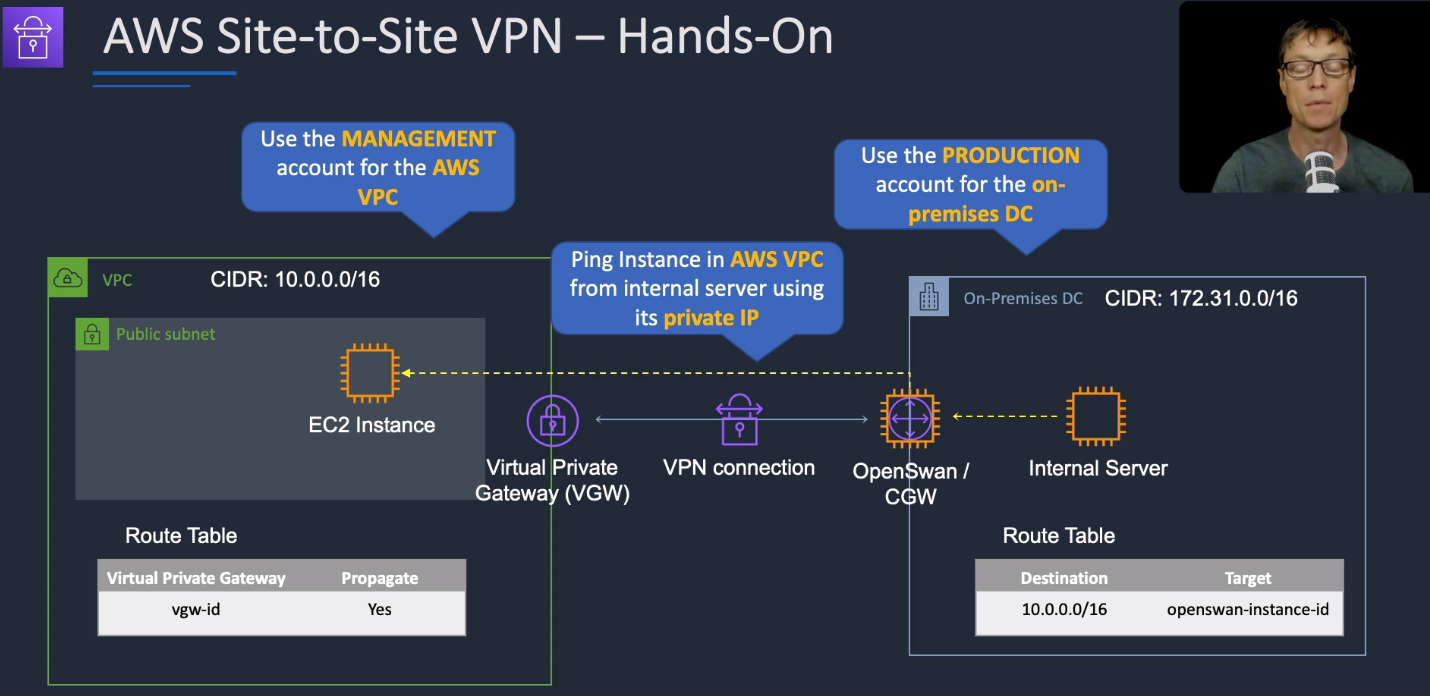 AWS Site-to-Site VPN – Hands-On
Use the MANAGEMENT
account for the AWS
VPC
Use the PRODUCTION
account for the on-
premises DC
Ping Instance in AWS VPC
from internal server using
its private IP
VPC
CIDR: 10.0.0.0/16
Public subnet
EC2 Instance
Virtual Private
Gateway (VGW)
VPN connection
On-Premises DC
CIDR: 172.31.0.0/16
OpenSwan /
CGW
Internal Server
Route Table
Virtual Private Gateway Propagate
vgw-id Yes
Route Table
Destination Target
10.0.0.0/16 openswan-instance-id